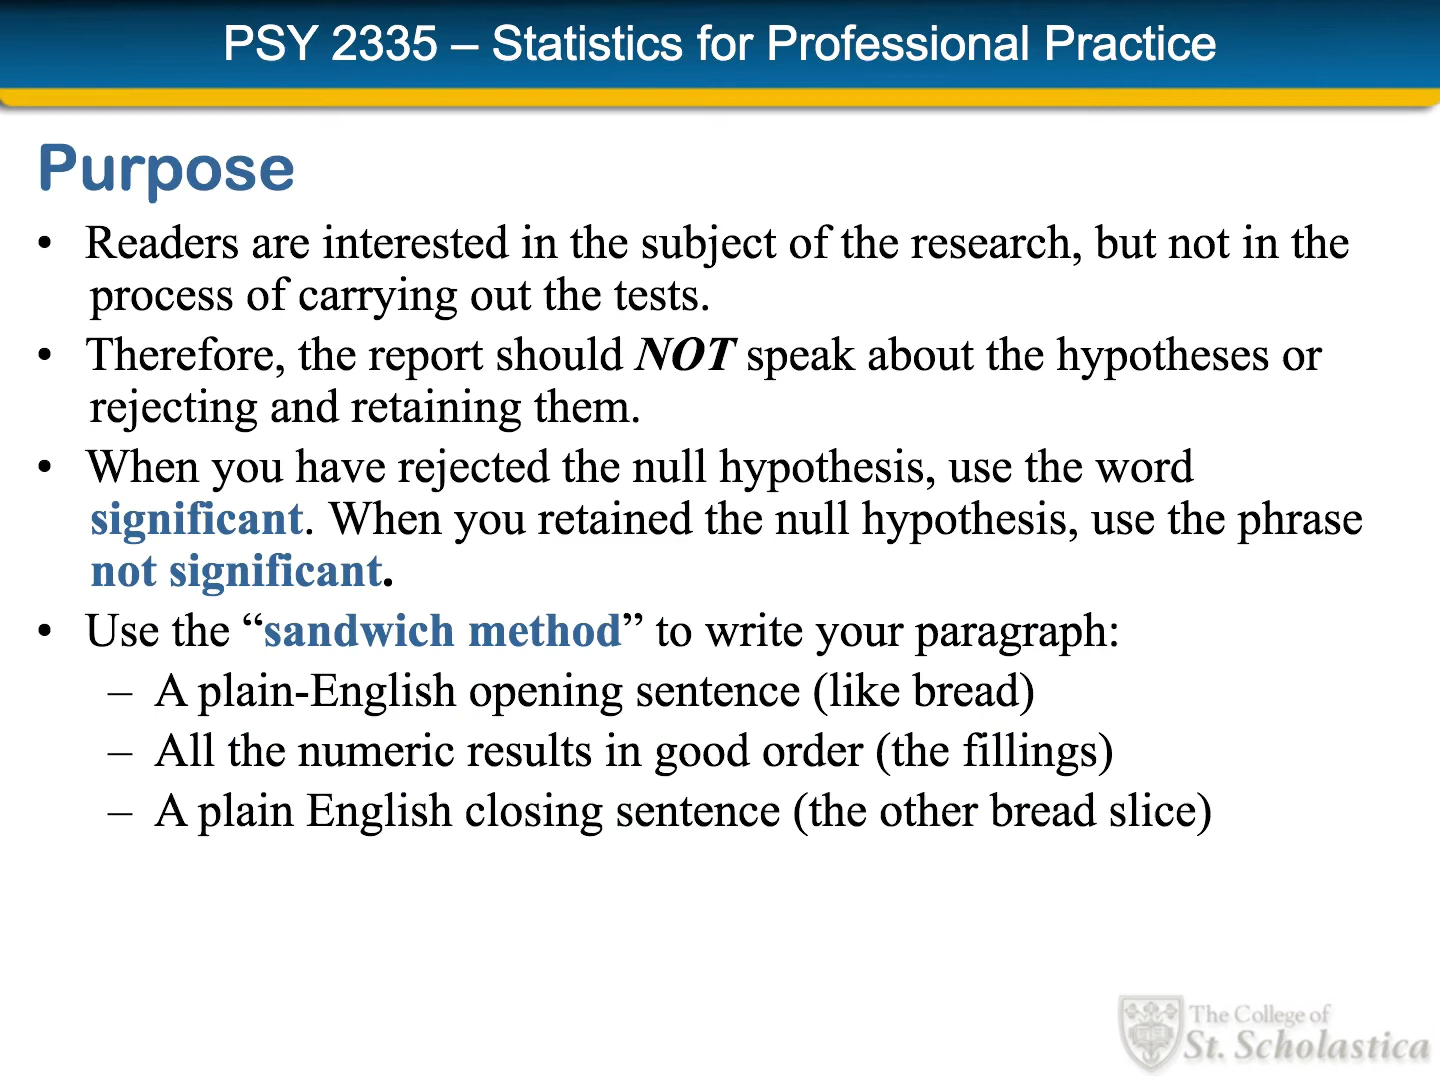 PSY 2335 – Statistics for Professional Practice
Purpose
• Readers are interested in the subject of the research, but not in the
process of carrying out the tests.
• Therefore, the report should NOT speak about the hypotheses or
rejecting and retaining them.
• When you have rejected the null hypothesis, use the word
significant. When you retained the null hypothesis, use the phrase
not significant.
• Use the “sandwich method” to write your paragraph:
– A plain-English opening sentence (like bread)
– All the numeric results in good order (the fillings)
– A plain English closing sentence (the other bread slice)
The College of
St. Scholastica